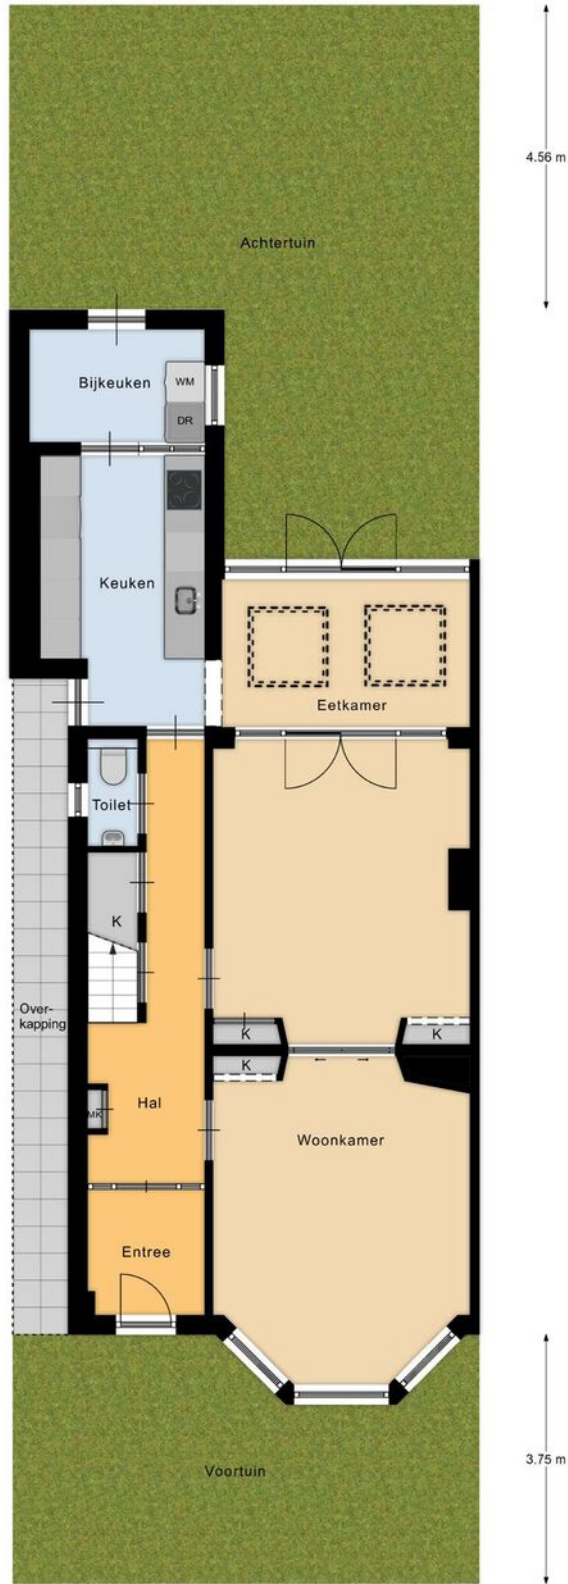 4.56 m
Achtertuin
Bijkeuken
WM
DR
Keuken
Eetkamer
Toilet
K
Over-
kapping
K
K
K
MK
Hal
Woonkamer
Entree
Voortuin
3.75 m